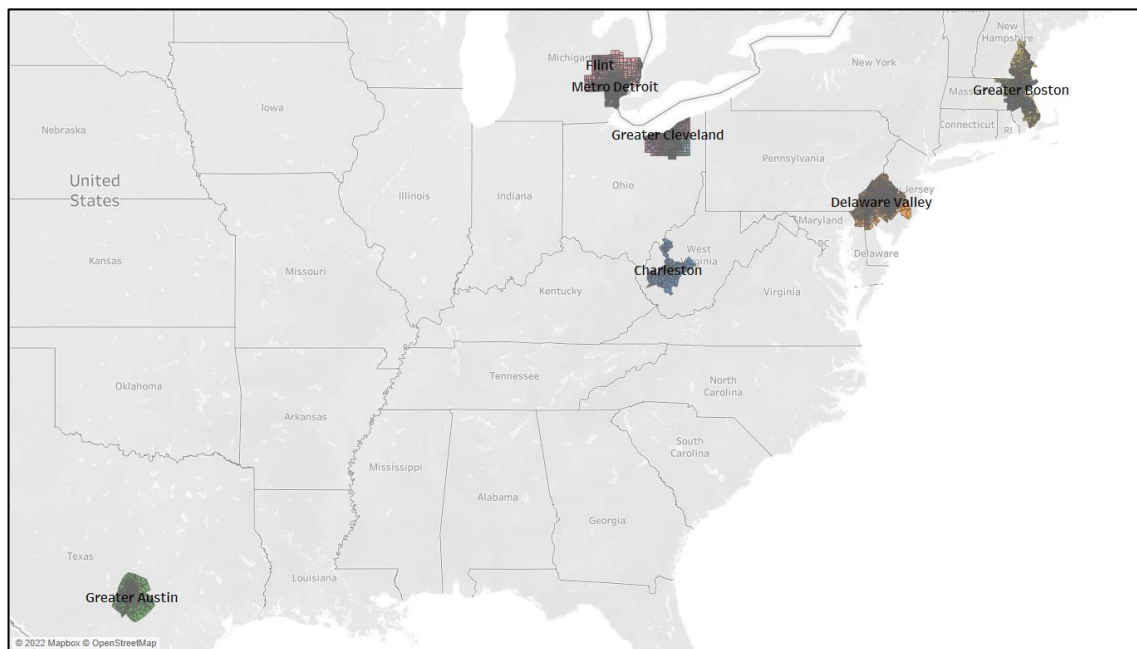 Vermont
New
Hampshire
Michigan
Flint
New York
Metro Detroit
Mass
Greater Boston
Iowa
Connecticut
RI
Greater Cleveland
Nebraska
Pennsylvania
United
States
Illinois
Indiana
Ohio
Jersey
Delaware Valley
Maryland
DC
Delaware
West
Virginia
Charleston
Kansas
Missouri
Kentucky
Virginia
Tennessee
Oklahoma
North
Carolina
Arkansas
South
Carolina
Mississippi
Alabama
Georgia
Texas
Louisiana
Greater Austin
© 2022 Mapbox © OpenStreetMap